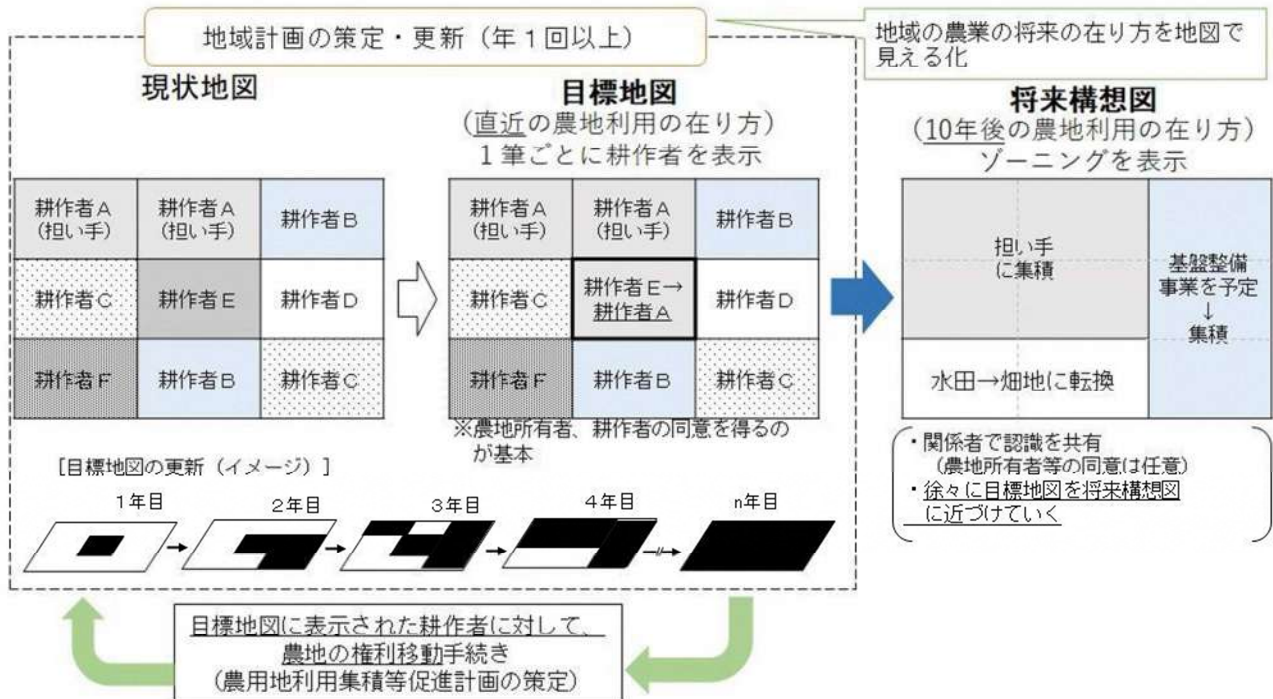 地域計画の策定・更新（年１回以上）
地域の農業の将来の在り方を地図で
見える化
現状地図
目標地図
（直近の農地利用の在り方）
１筆ごとに耕作者を表示
将来構想図
（10年後の農地利用の在り方）
ゾーニングを表示
耕作者Ａ
（担い手）
耕作者Ａ
（担い手）
耕作者Ｂ
耕作者Ｃ
耕作者Ｅ
耕作者Ｄ
耕作者Ｆ
耕作者Ｂ
耕作者Ｃ
耕作者Ａ
（担い手）
耕作者Ａ
（担い手）
耕作者Ｂ
耕作者Ｃ
耕作者Ｅ→
耕作者Ａ
耕作者Ｄ
耕作者Ｆ
耕作者Ｂ
耕作者Ｃ
担い手
に集積
基盤整備
事業を予定
↓
集積
水田→畑地に転換
※農地所有者、耕作者の同意を得るの
が基本
・関係者で認識を共有
（農地所有者等の同意は任意）
・徐々に目標地図を将来構想図
に近づけていく
［目標地図の更新（イメージ）］
１年目
２年目
３年目
４年目
n年目
目標地図に表示された耕作者に対して、
農地の権利移動手続き
（農用地利用集積等促進計画の策定）